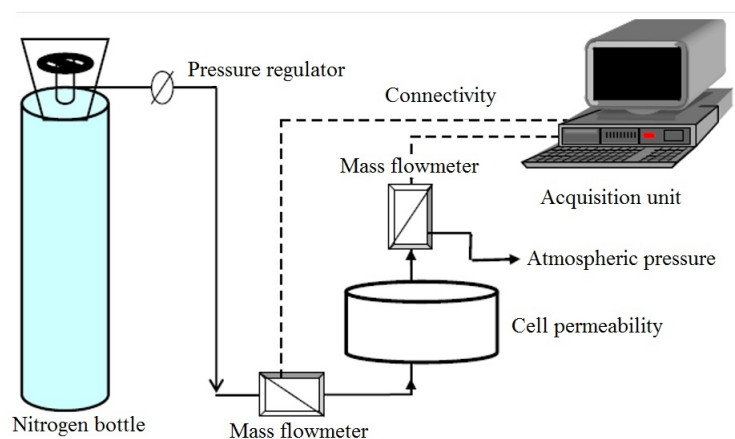 Pressure regulator
Connectivity
Mass flowmeter
Acquisition unit
Atmospheric pressure
Cell permeability
Nitrogen bottle
Mass flowmeter